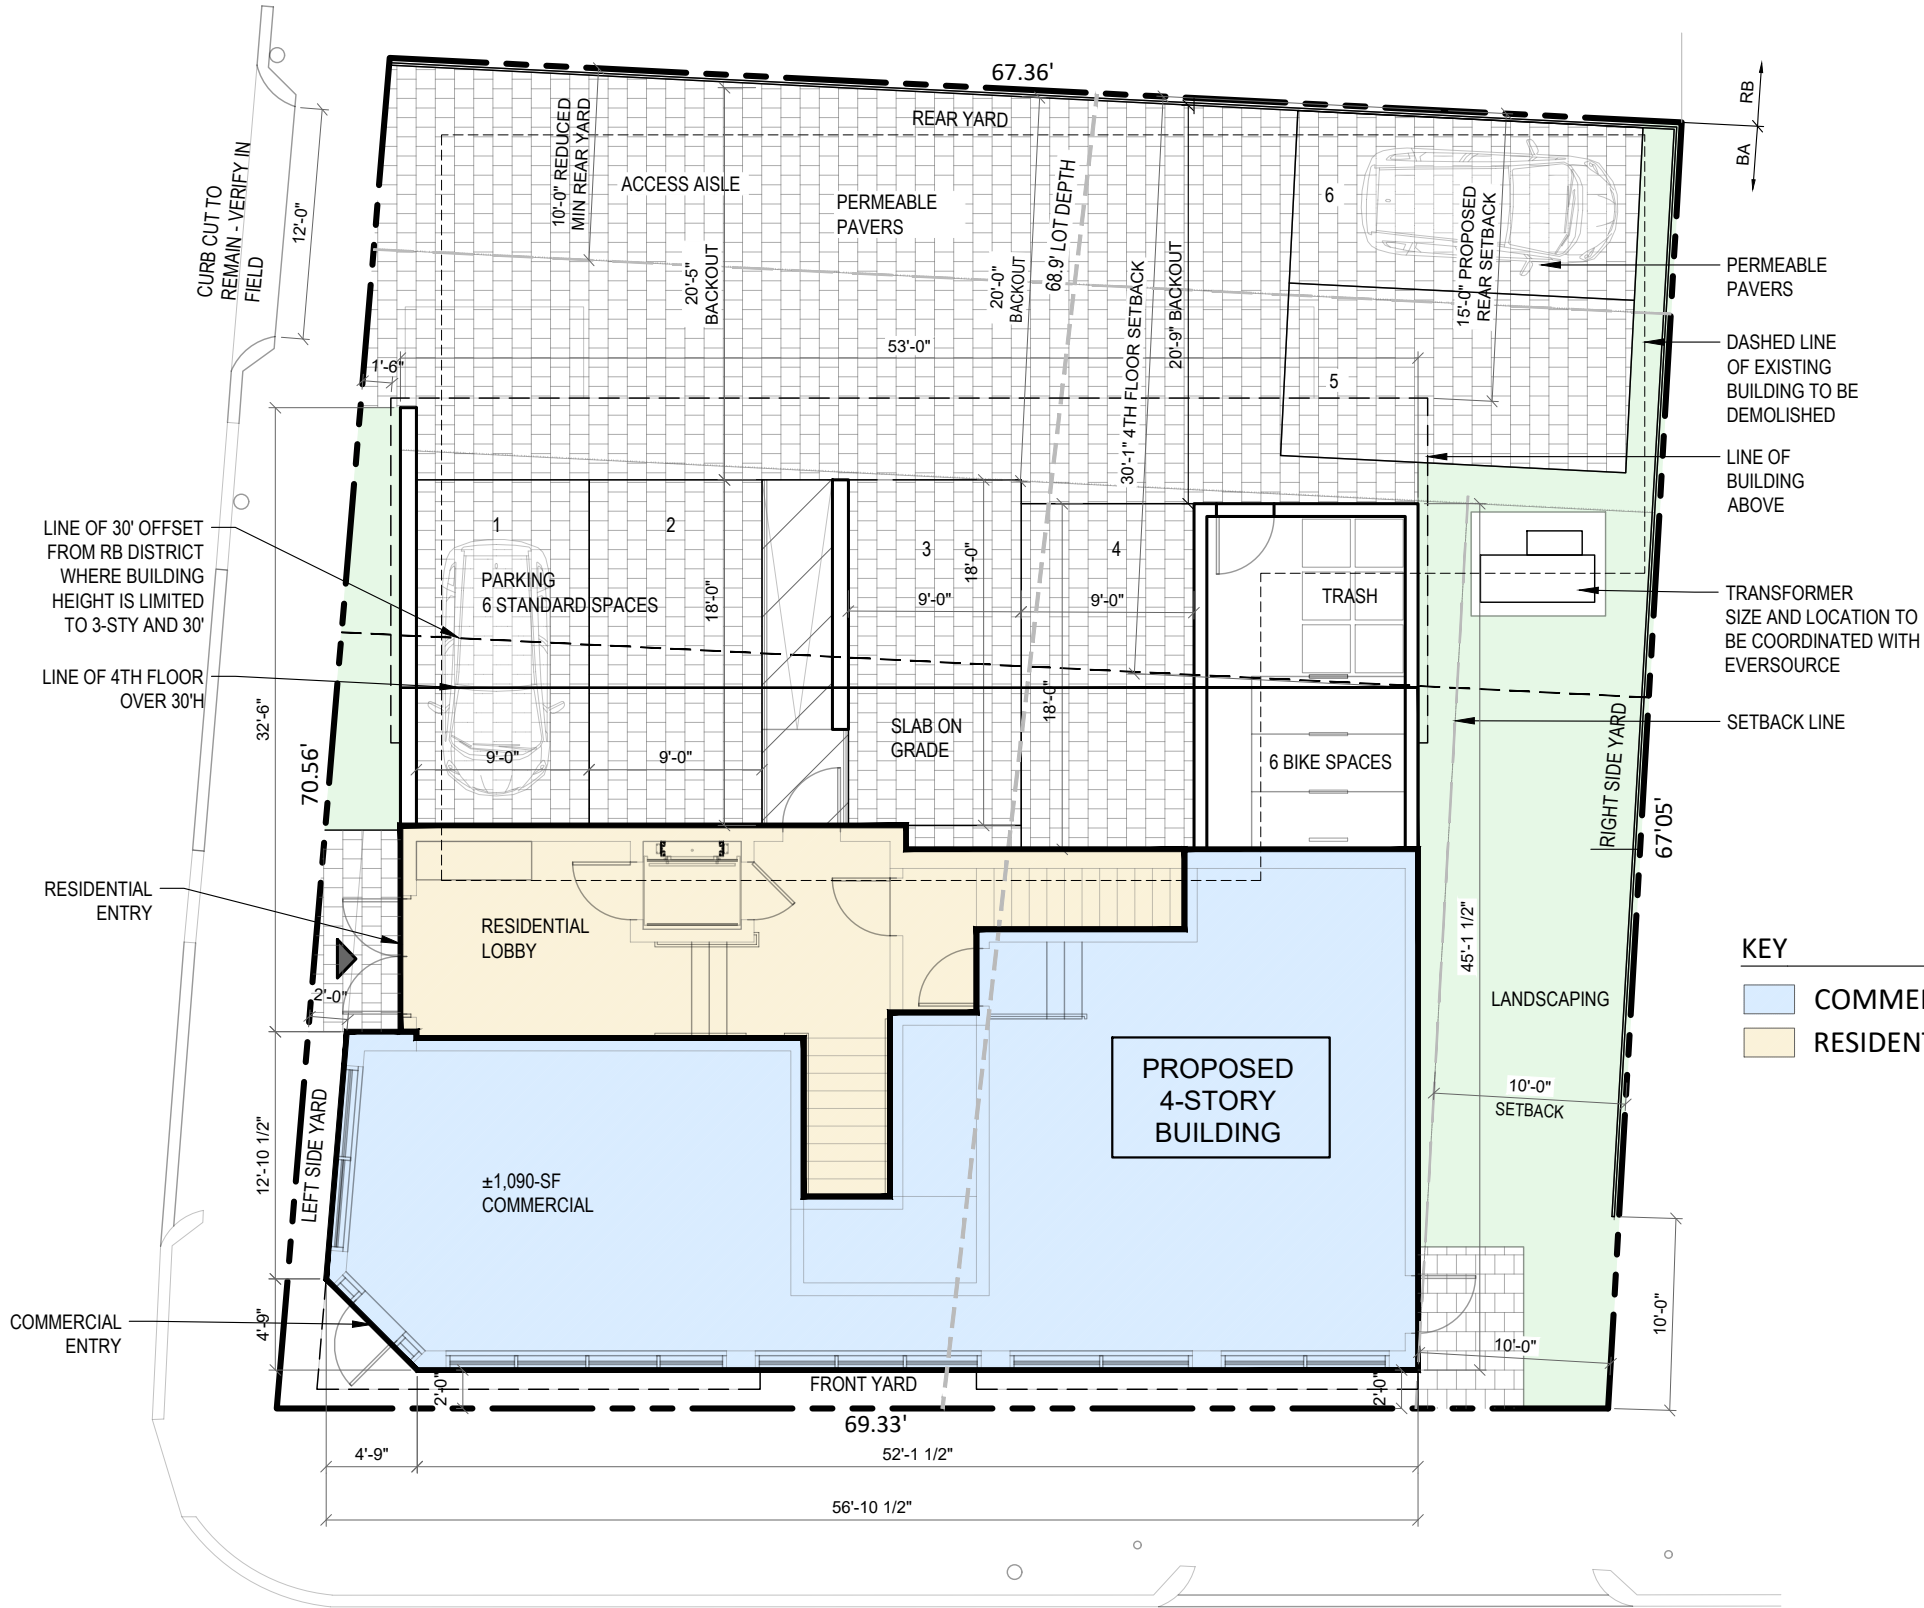 67.36'
REAR YARD
RB
BA
CURB CUT TO
REMAIN - VERIFY IN
FIELD
12'-0"
10'-0" REDUCED
MIN REAR YARD
ACCESS AISLE
PERMEABLE
PAVERS
20'-5"
BACKOUT
20'-0"
BACKOUT
68.9' LOT DEPTH
30'-1" 4TH FLOOR SETBACK
20'-9" BACKOUT
6
15'-0" PROPOSED
REAR SETBACK
5
PERMEABLE
PAVERS
DASHED LINE
OF EXISTING
BUILDING TO BE
DEMOLISHED
LINE OF
BUILDING
ABOVE
53'-0"
1'-6"
LINE OF 30' OFFSET
FROM RB DISTRICT
WHERE BUILDING
HEIGHT IS LIMITED
TO 3-STY AND 30'
LINE OF 4TH FLOOR
OVER 30'H
32'-6"
70.56'
1
2
3
4
PARKING
6 STANDARD SPACES
18'-0"
18'-0"
18'-0"
9'-0"
9'-0"
9'-0"
9'-0"
SLAB ON
GRADE
TRASH
6 BIKE SPACES
TRANSFORMER
SIZE AND LOCATION TO
BE COORDINATED WITH
EVERSOURCE
SETBACK LINE
RIGHT SIDE YARD
67'05'
RESIDENTIAL
ENTRY
RESIDENTIAL
LOBBY
2'-0"
45'-1 1/2"
LANDSCAPING
KEY
COMME
RESIDEN
PROPOSED
4-STORY
BUILDING
10'-0"
SETBACK
12'-10 1/2"
LEFT SIDE YARD
±1,090-SF
COMMERCIAL
COMMERCIAL
ENTRY
4'-9"
10'-0"
10'-0"
2'-0"
FRONT YARD
2'-0"
69.33'
4'-9"
52'-1 1/2"
56'-10 1/2"